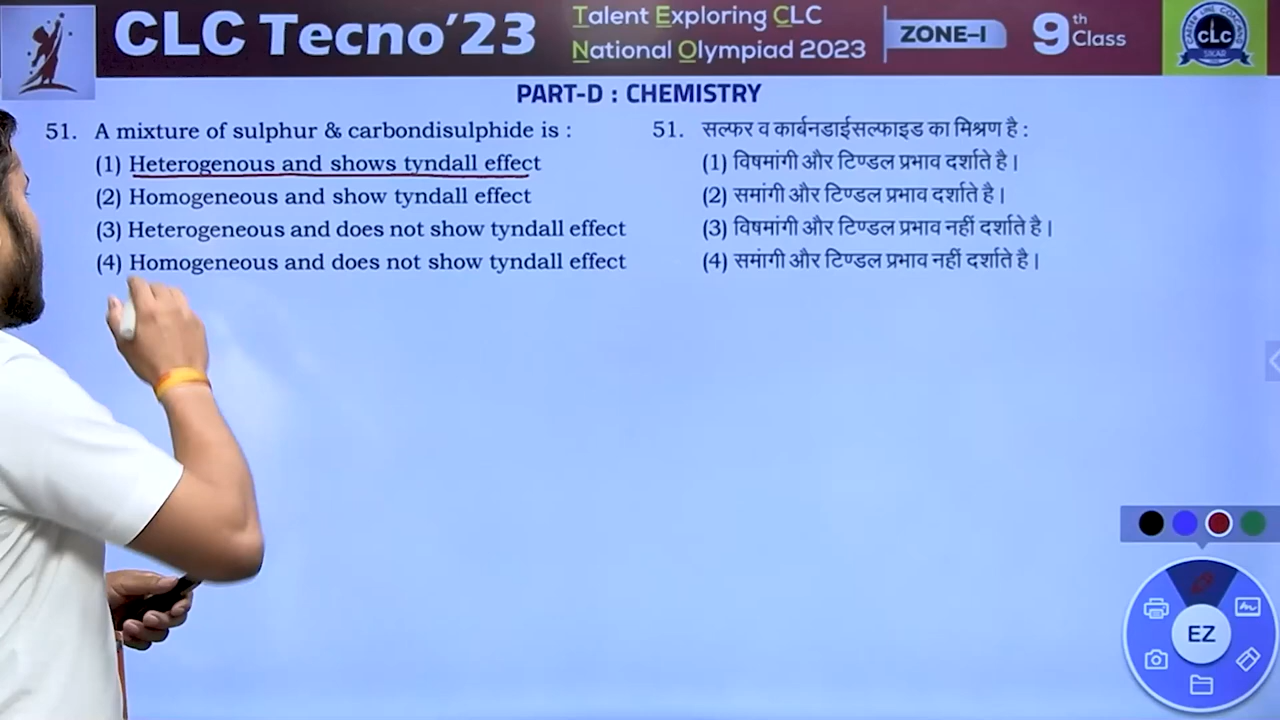 CLC Tecno'23
Talent Exploring CLC
National Olympiad 2023
ZONE–I
9th Class
CLC
SIKAR
PART-D : CHEMISTRY
51. A mixture of sulphur & carbondisulphide is :
(1) Heterogenous and shows tyndall effect
(2) Homogeneous and show tyndall effect
(3) Heterogeneous and does not show tyndall effect
(4) Homogeneous and does not show tyndall effect
51. सल्फर व कार्बनडाईसल्फाइड का मिश्रण है :
(1) विषमांगी और टिण्डल प्रभाव दर्शाते है।
(2) समांगी और टिण्डल प्रभाव दर्शाते है।
(3) विषमांगी और टिण्डल प्रभाव नहीं दर्शाते है।
(4) समांगी और टिण्डल प्रभाव नहीं दर्शाते है।
EZ